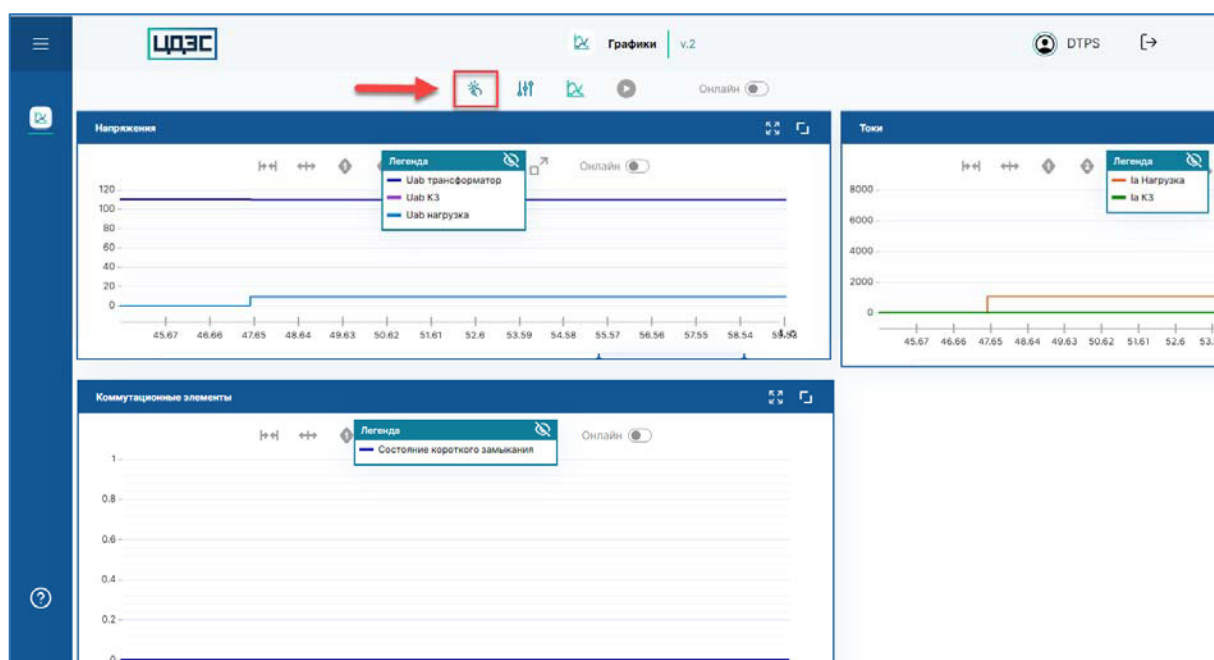 ЦДЭС
Графики v.2
DTPS
Онлайн
Напряжения
Легенда
Uab трансформатор
Uab КЗ
Uab нагрузка
Онлайн
120
100
80
60
40
20
0
45.67 46.66 47.65 48.64 49.63 50.62 51.61 52.6 53.59 54.58 55.57 56.56 57.55 58.54
Токи
Легенда
Ia Нагрузка
Ia КЗ
8000
6000
4000
2000
0
45.67 46.66 47.65 48.64 49.63 50.62 51.61 52.6 53.
Коммутационные элементы
Легенда
Состояние короткого замыкания
Онлайн
1
0.8
0.6
0.4
0.2
0